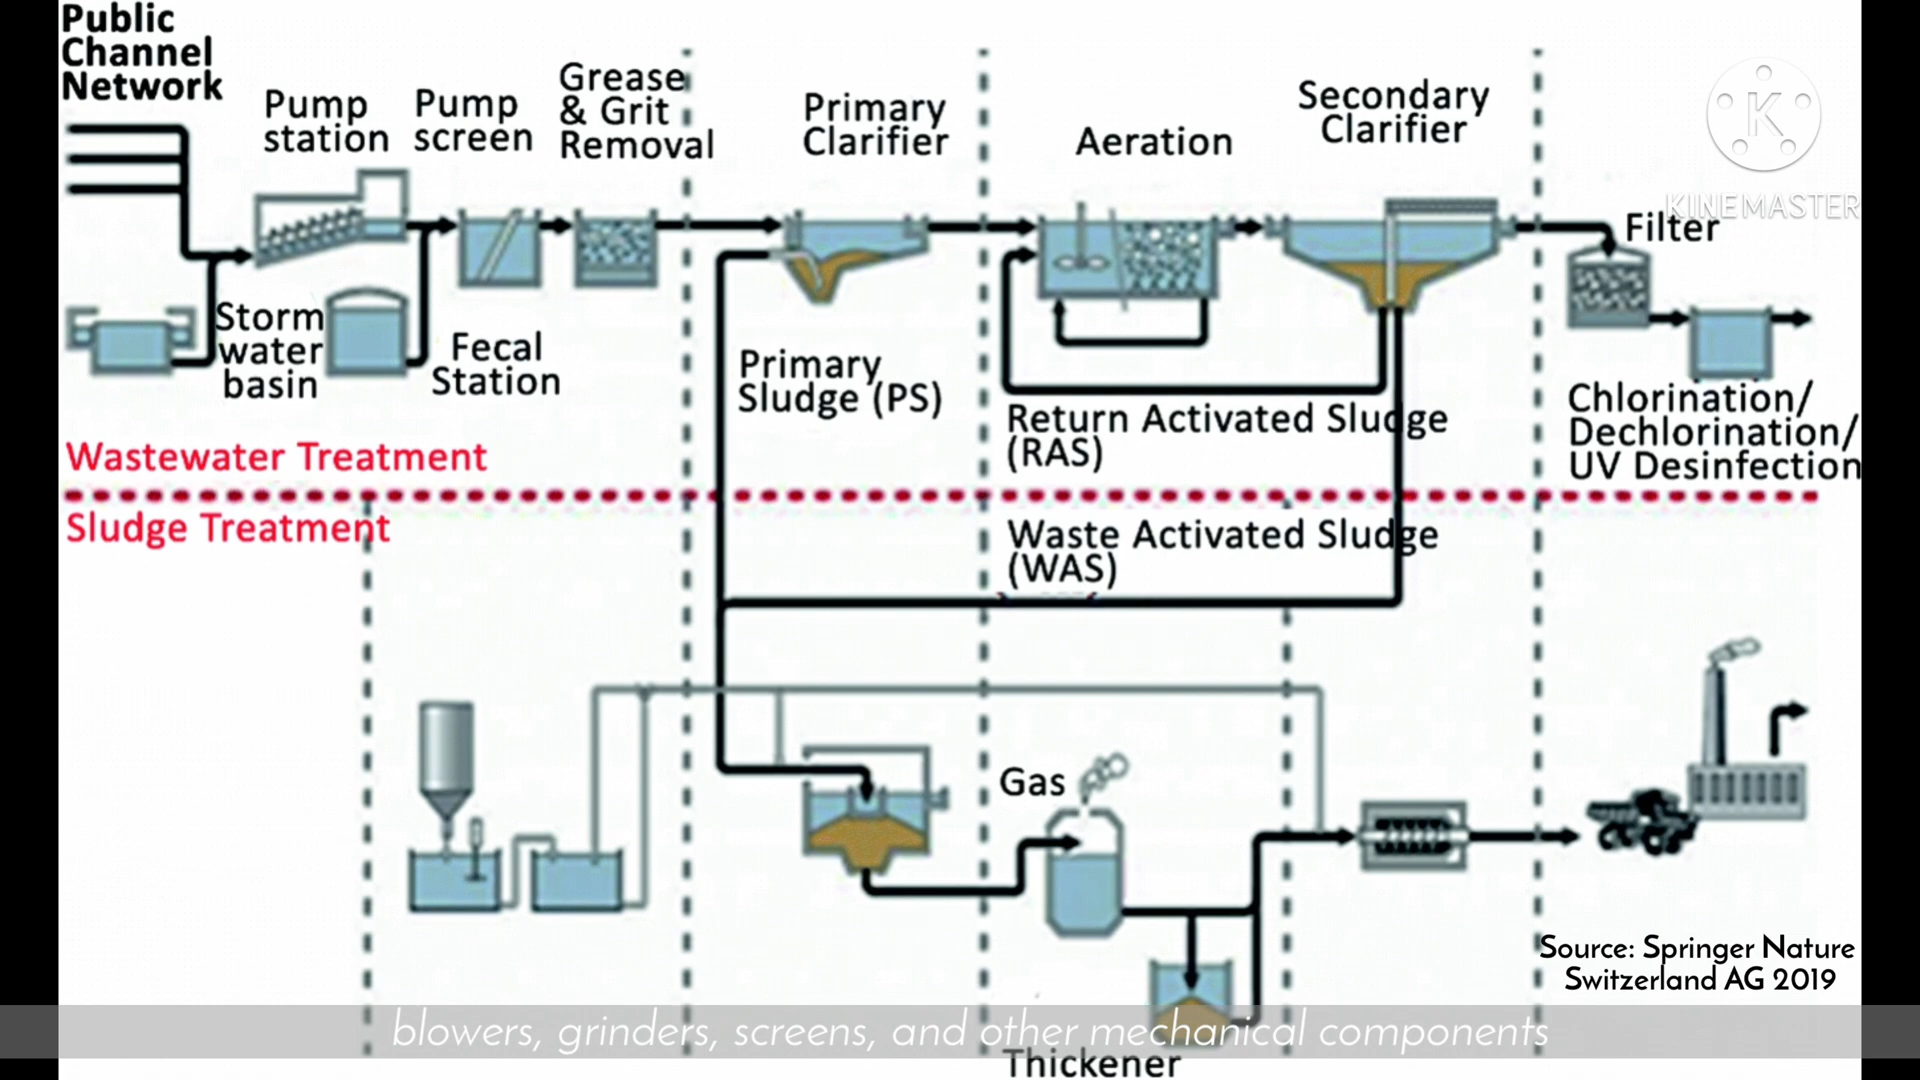 Public
Channel
Network
Pump
station
Pump
screen
Grease
& Grit
Removal
Primary
Clarifier
Aeration
Secondary
Clarifier
K
KINEMASTER
Filter
Storm
water
basin
Fecal
Station
Primary
Sludge (PS)
Return Activated Sludge
(RAS)
Chlorination/
Dechlorination/
UV Desinfection
Wastewater Treatment
Sludge Treatment
Waste Activated Sludge
(WAS)
Gas
Source: Springer Nature
Switzerland AG 2019
blowers, grinders, screens, and other mechanical components
Thickener